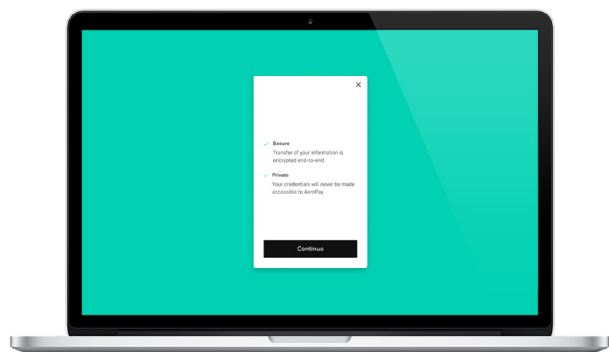 Secure
Transfer of your information is
encrypted end-to-end
Private
Your credentials will never be made
accessible to AeroPay
Continue